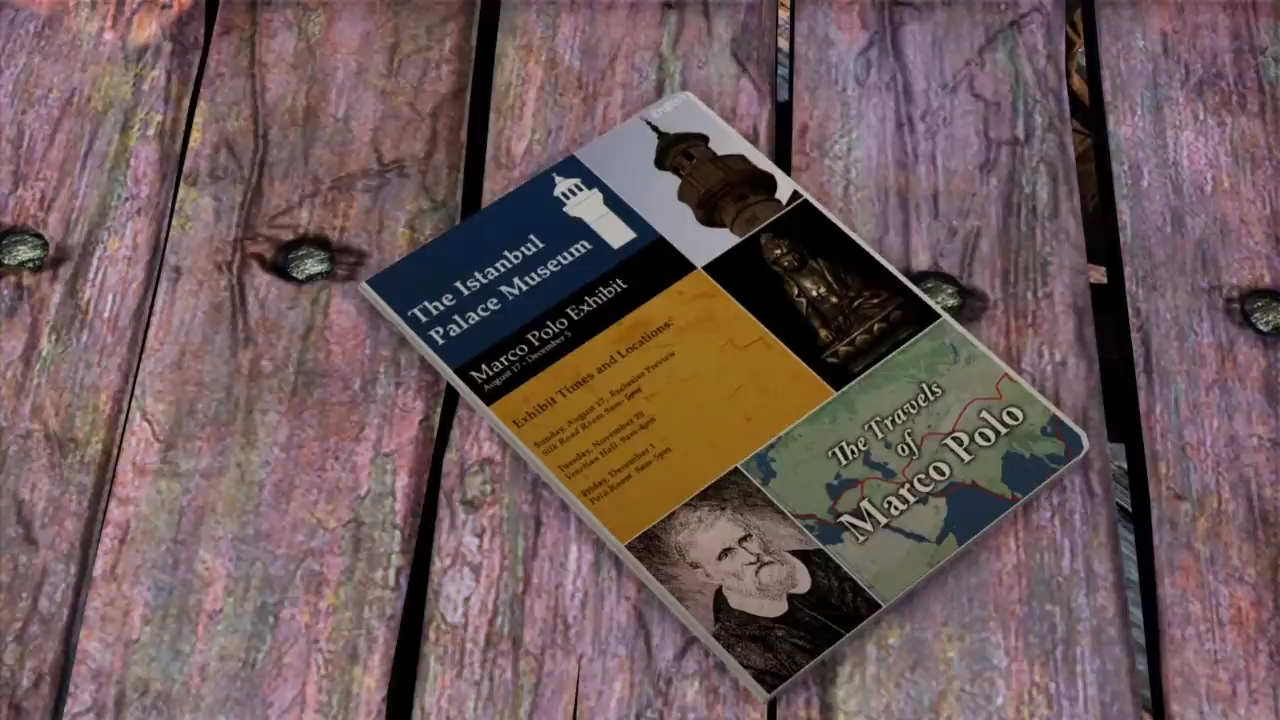 The Istanbul
Palace Museum
Marco Polo Exhibit
August 17 - December 5
Exhibit Times and Locations:
Sunday, August 17, Exclusive Preview
Silk Road Room 9am-5pm
Tuesday, November 20
Venetian Hall 9am-4pm
Friday, December 1
Polo Room 9am-5pm
The Travels
of
Marco Polo